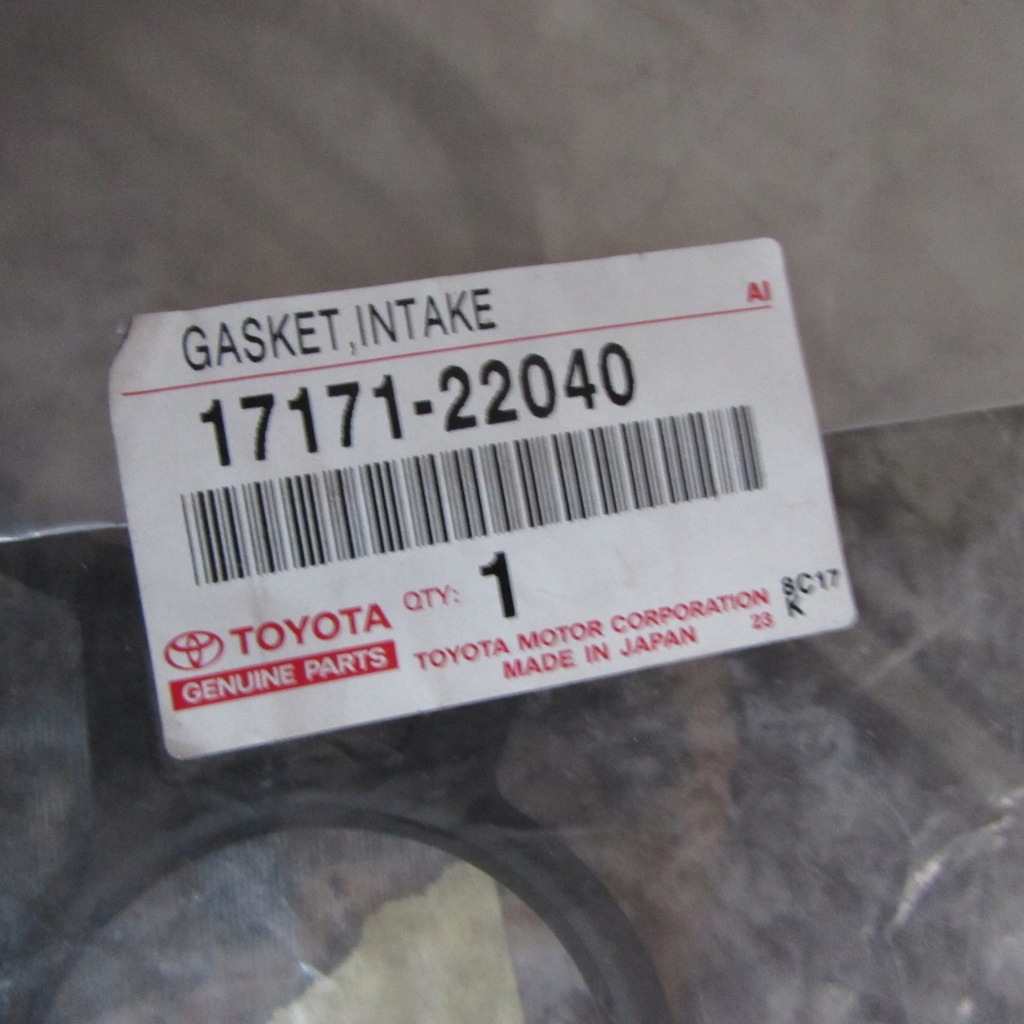 GASKET,INTAKE
AI
17171-22040
QTY: 1
TOYOTA
GENUINE PARTS
TOYOTA MOTOR CORPORATION
MADE IN JAPAN
23
8C17
K